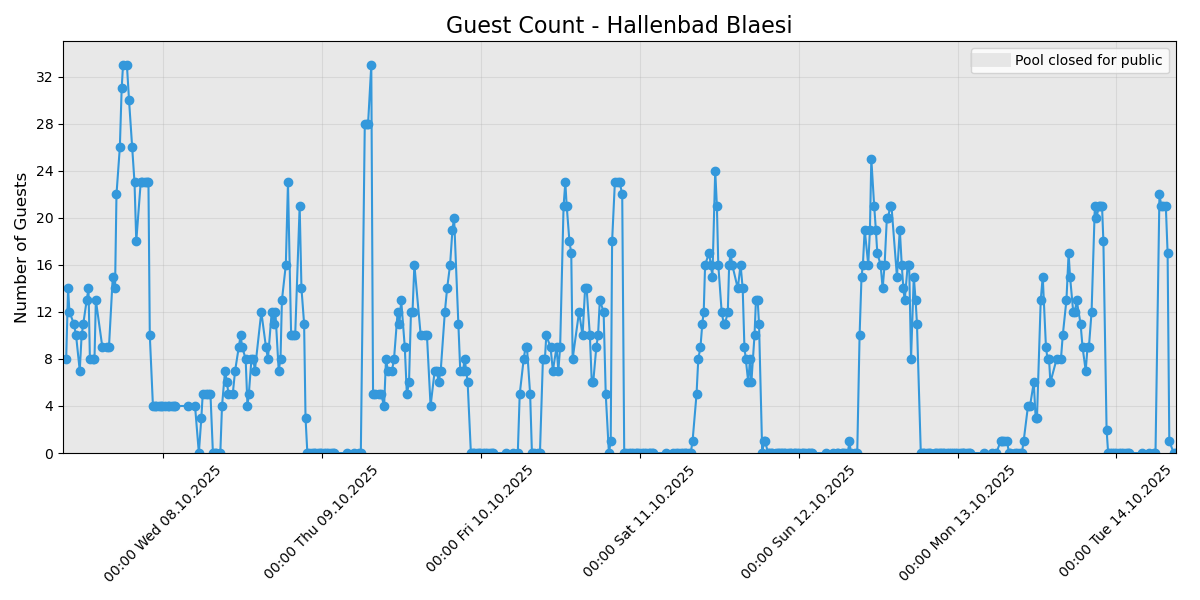 Guest Count - Hallenbad Blaesi
Pool closed for public
Number of Guests
32
28
24
20
16
12
8
4
0
00:00 Wed 08.10.2025
00:00 Thu 09.10.2025
00:00 Fri 10.10.2025
00:00 Sat 11.10.2025
00:00 Sun 12.10.2025
00:00 Mon 13.10.2025
00:00 Tue 14.10.2025